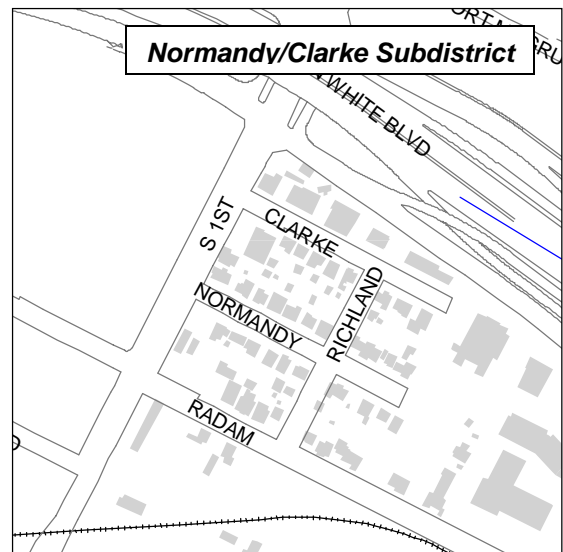 Normandy/Clarke Subdistrict
WHITE BLVD
S 1ST
CLARKE
RICHLAND
NORMANDY
RADAM